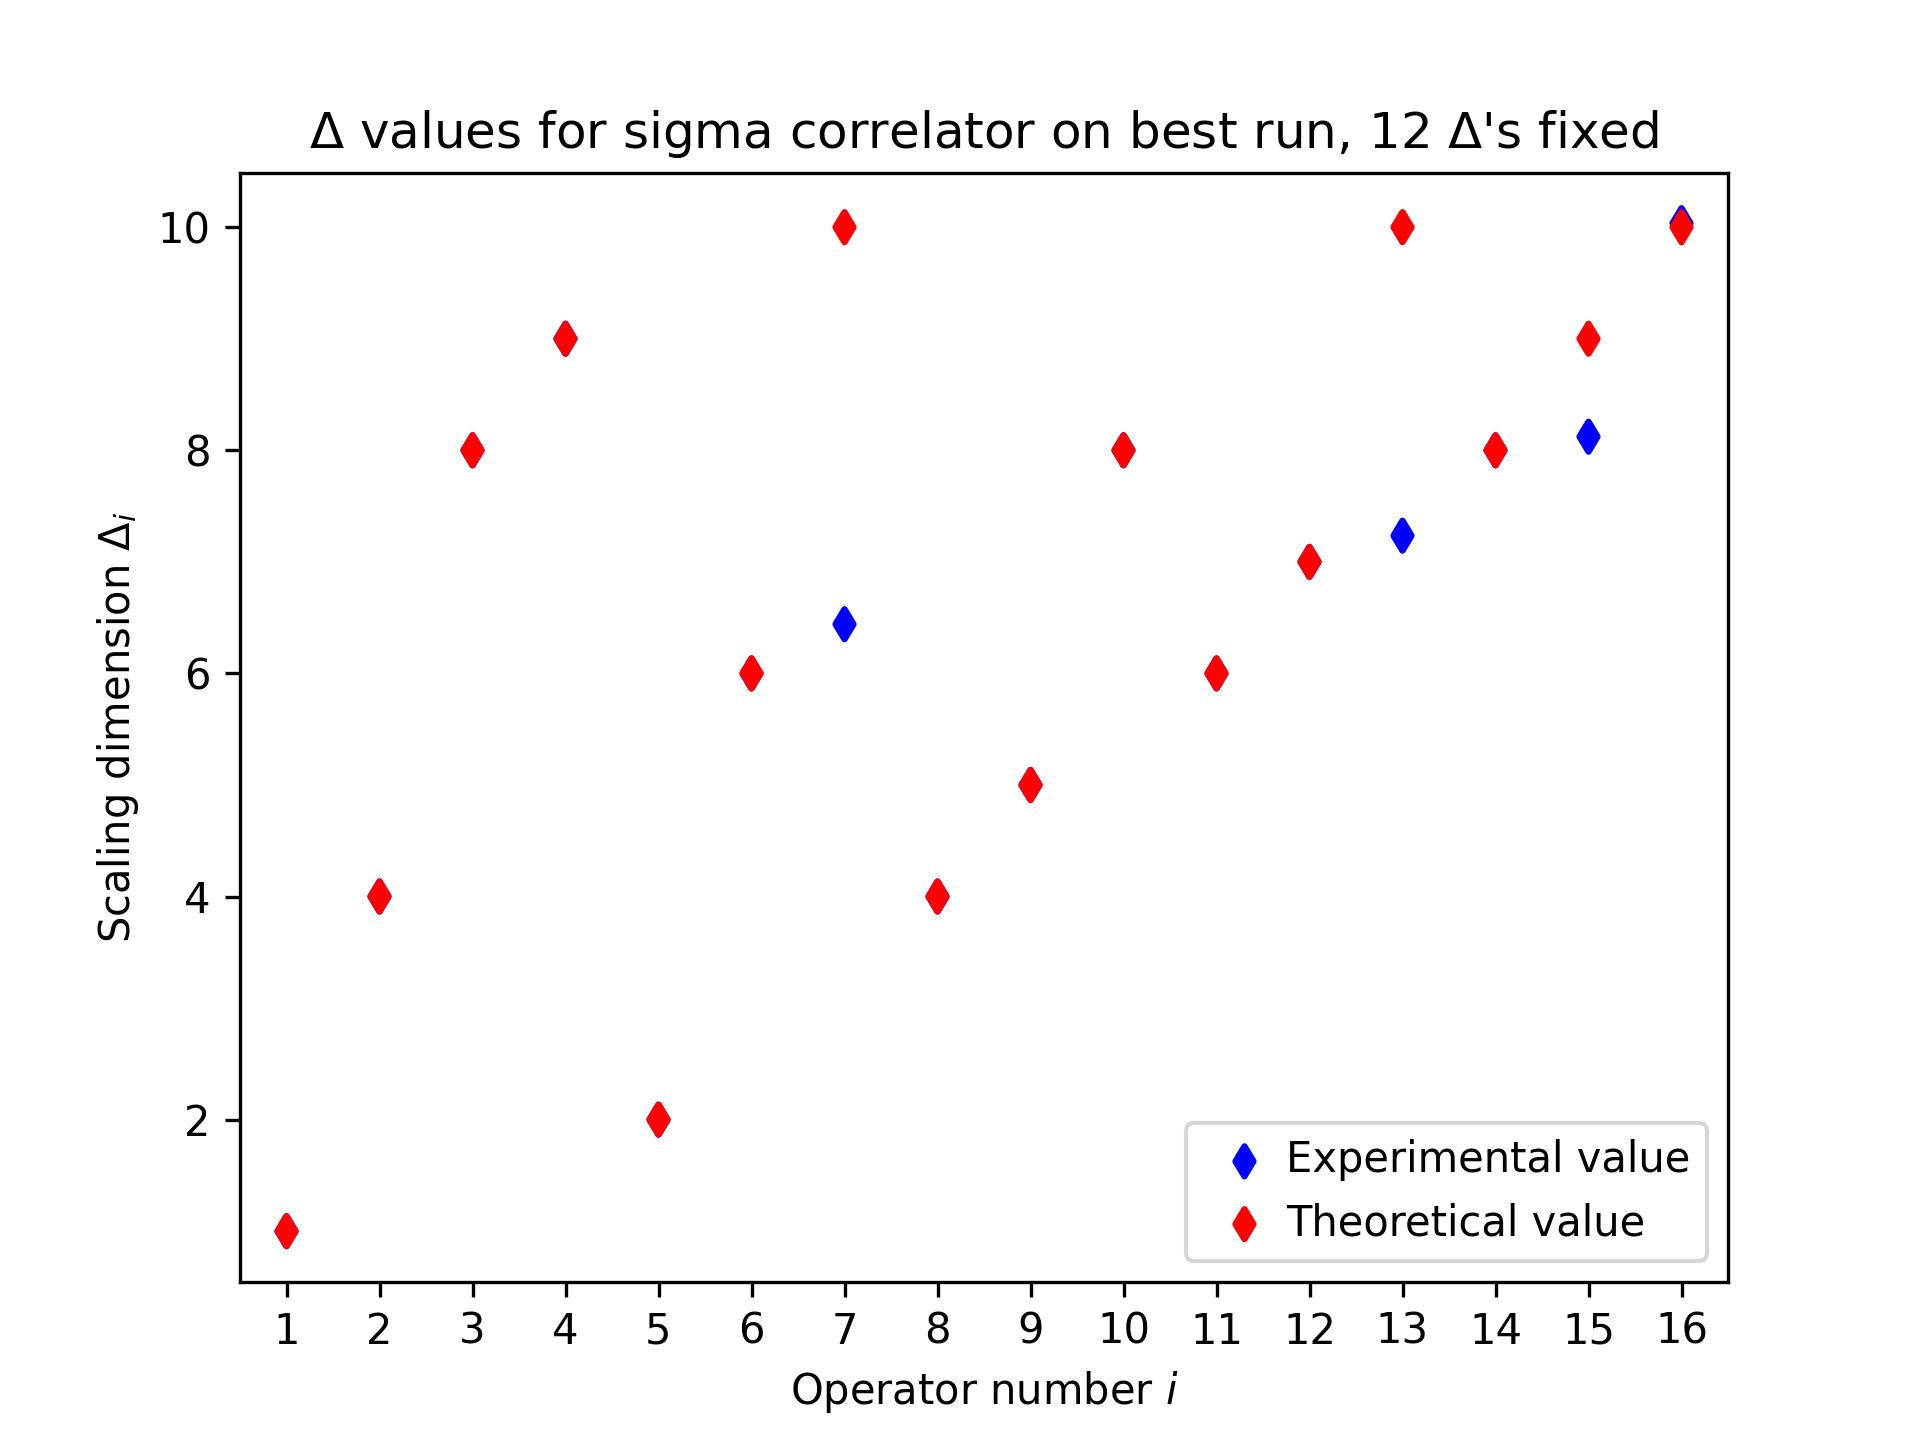 Δ values for sigma correlator on best run, 12 Δ's fixed
10
8
6
4
2
Scaling dimension Δᵢ
Experimental value
Theoretical value
1 2 3 4 5 6 7 8 9 10 11 12 13 14 15 16
Operator number i